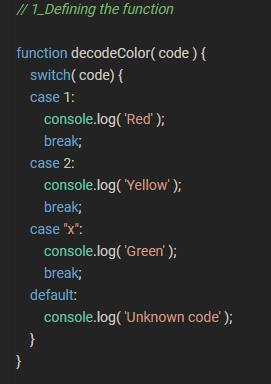 // 1_Defining the function
function decodeColor( code ) {
switch( code) {
case 1:
console.log( 'Red' );
break;
case 2:
console.log( 'Yellow' );
break;
case "x":
console.log( 'Green' );
break;
default:
console.log( 'Unknown code' );
}
}